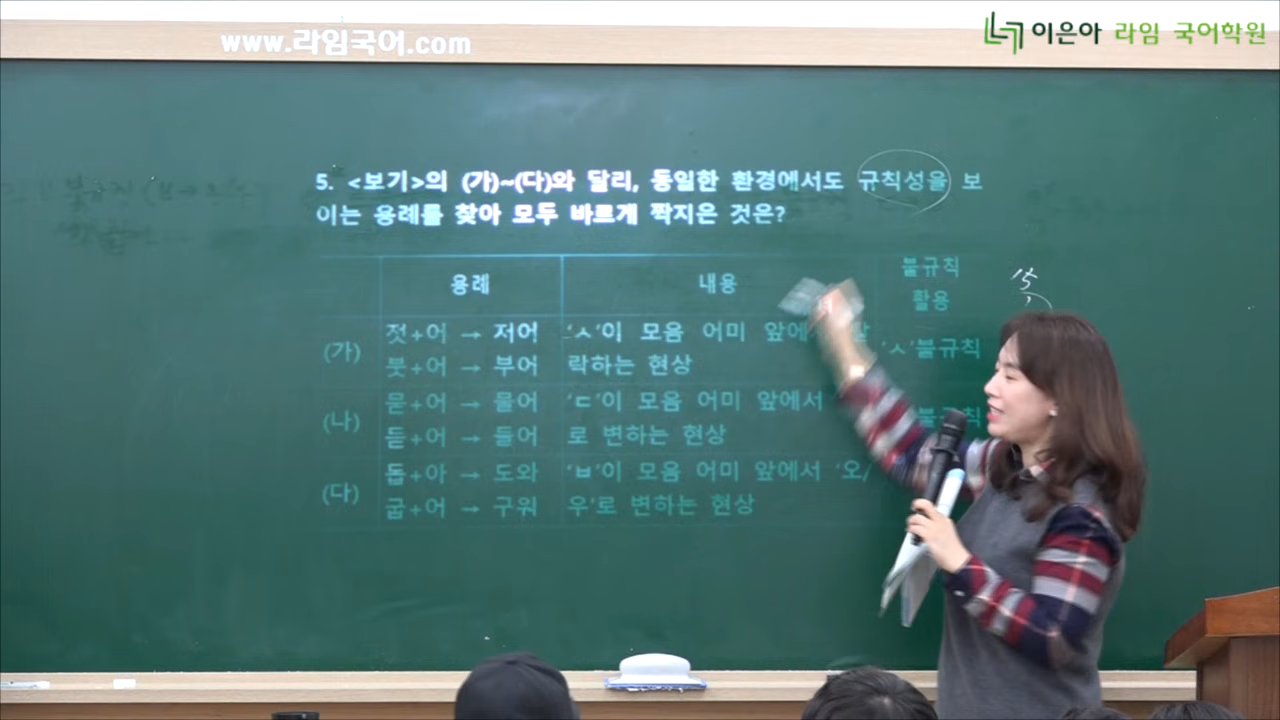 www.라임국어.com
이은아 라임 국어학원
5. <보기>의 (가)~(다)와 달리, 동일한 환경에서도 규칙성을 보
이는 용례를 찾아 모두 바르게 짝지은 것은?
용례 내용 불규칙
활용
(가) 젓+어 → 저어 ‘ㅅ’이 모음 어미 앞에 탈 ‘ㅅ’불규칙
붓+어 → 부어 락하는 현상
(나) 묻+어 → 물어 ‘ㄷ’이 모음 어미 앞에서 불규칙
듣+어 → 들어 로 변하는 현상
(다) 돕+아 → 도와 ‘ㅂ’이 모음 어미 앞에서 ‘오/
굽+어 → 구워 우’로 변하는 현상